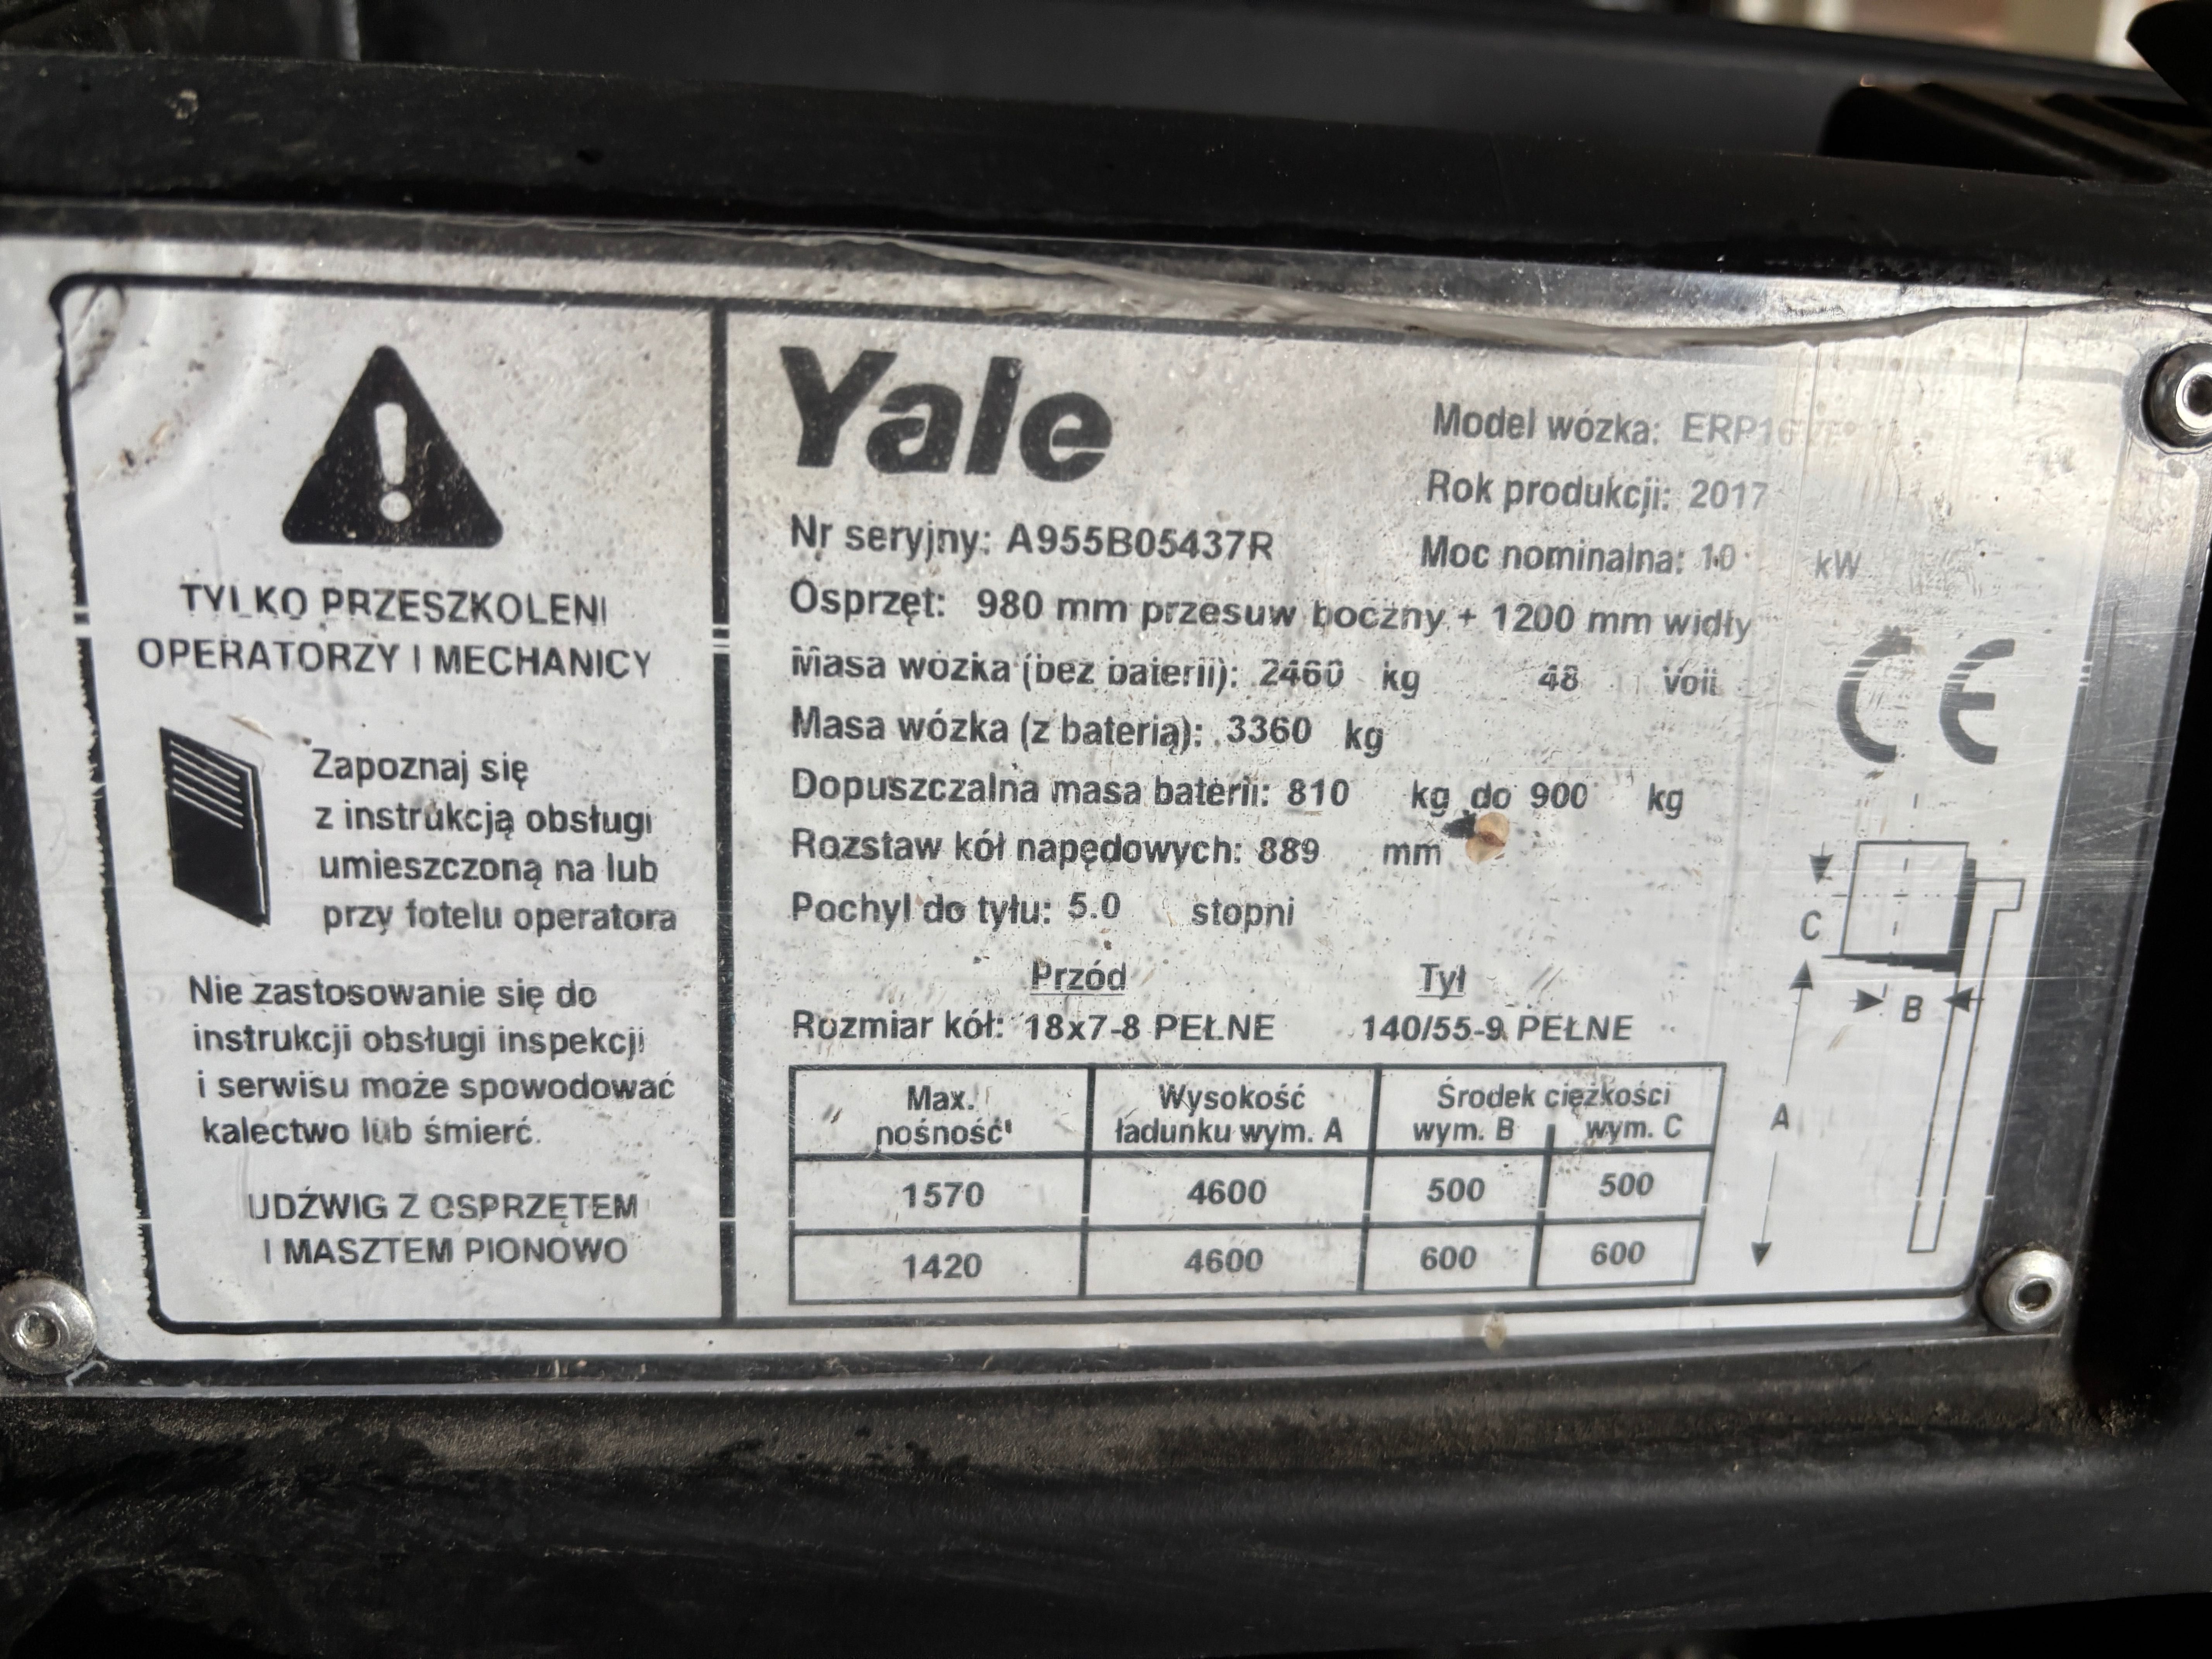 TYLKO PRZESZKOLENI
OPERATORZY I MECHANICY
Zapoznaj się
z instrukcją obsługi
umieszczoną na lub
przy fotelu operatora
Nie zastosowanie się do
instrukcji obsługi inspekcji
i serwisu może spowodować
kalectwo lub śmierć.
UDŹWIG Z OSPRZĘTEM
I MASZTEM PIONOWO
Yale
Model wózka:
Rok produkcji: 2017
Nr seryjny: A955B05437R
Moc nominalna: 10 kW
Osprzęt: 980 mm przesuw boczny + 1200 mm widły
Masa wózka (bez baterii): 2460 kg 48 Volt
Masa wózka (z baterią): 3360 kg
Dopuszczalna masa baterii: 810 kg do 900 kg
Rozstaw kół napędowych: 889 mm
Pochyl do tyłu: 5.0 stopni
Przód Tył
Rozmiar kół: 18x7-8 PEŁNE 140/55-9 PEŁNE
Max. Wysokość Środek ciężkości
nośność ładunku wym. A wym. B wym. C
1570 4600 500 500
1420 4600 600 600
CE
C
B
A